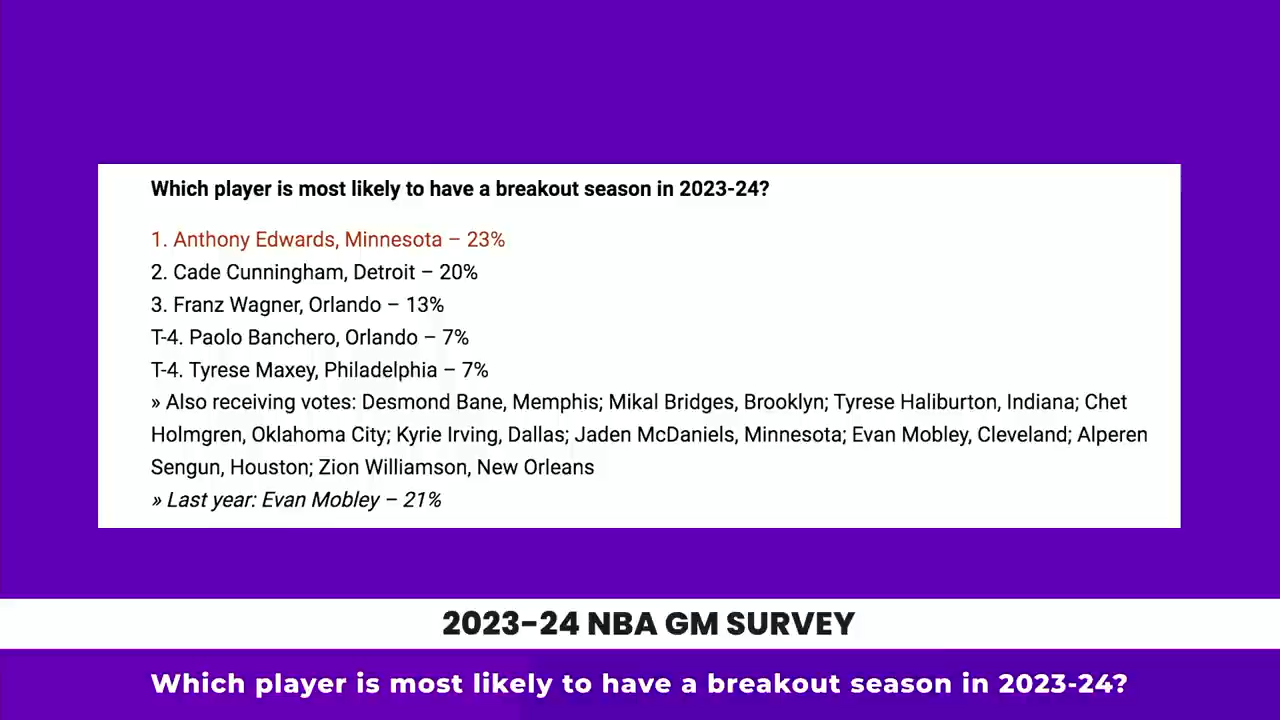 Which player is most likely to have a breakout season in 2023-24?
1. Anthony Edwards, Minnesota – 23%
2. Cade Cunningham, Detroit – 20%
3. Franz Wagner, Orlando – 13%
T-4. Paolo Banchero, Orlando – 7%
T-4. Tyrese Maxey, Philadelphia – 7%
» Also receiving votes: Desmond Bane, Memphis; Mikal Bridges, Brooklyn; Tyrese Haliburton, Indiana; Chet
Holmgren, Oklahoma City; Kyrie Irving, Dallas; Jaden McDaniels, Minnesota; Evan Mobley, Cleveland; Alperen
Sengun, Houston; Zion Williamson, New Orleans
» Last year: Evan Mobley – 21%
2023-24 NBA GM SURVEY
Which player is most likely to have a breakout season in 2023-24?